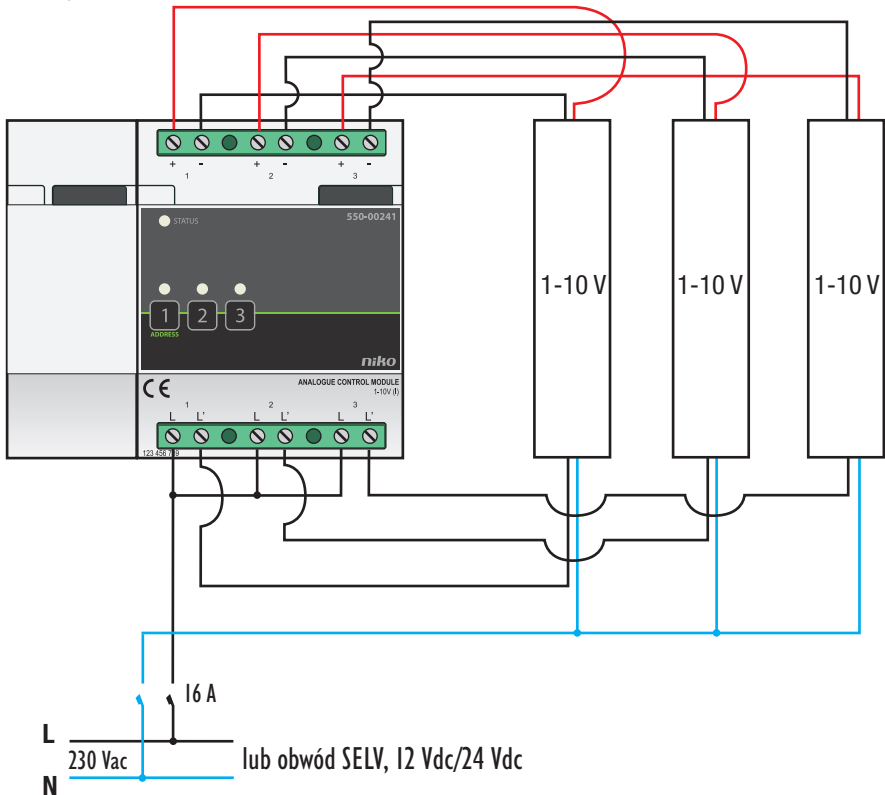 + - + - + -
1 2 3
STATUS
550-00241
1 2 3
ADDRESS
niko
CE
ANALOGUE CONTROL MODULE
1-10V (I)
1 2 3
L L' L L' L L'
123 456 789
1-10 V
1-10 V
1-10 V
16 A
L
230 Vac
lub obwód SELV, 12 Vdc/24 Vdc
N